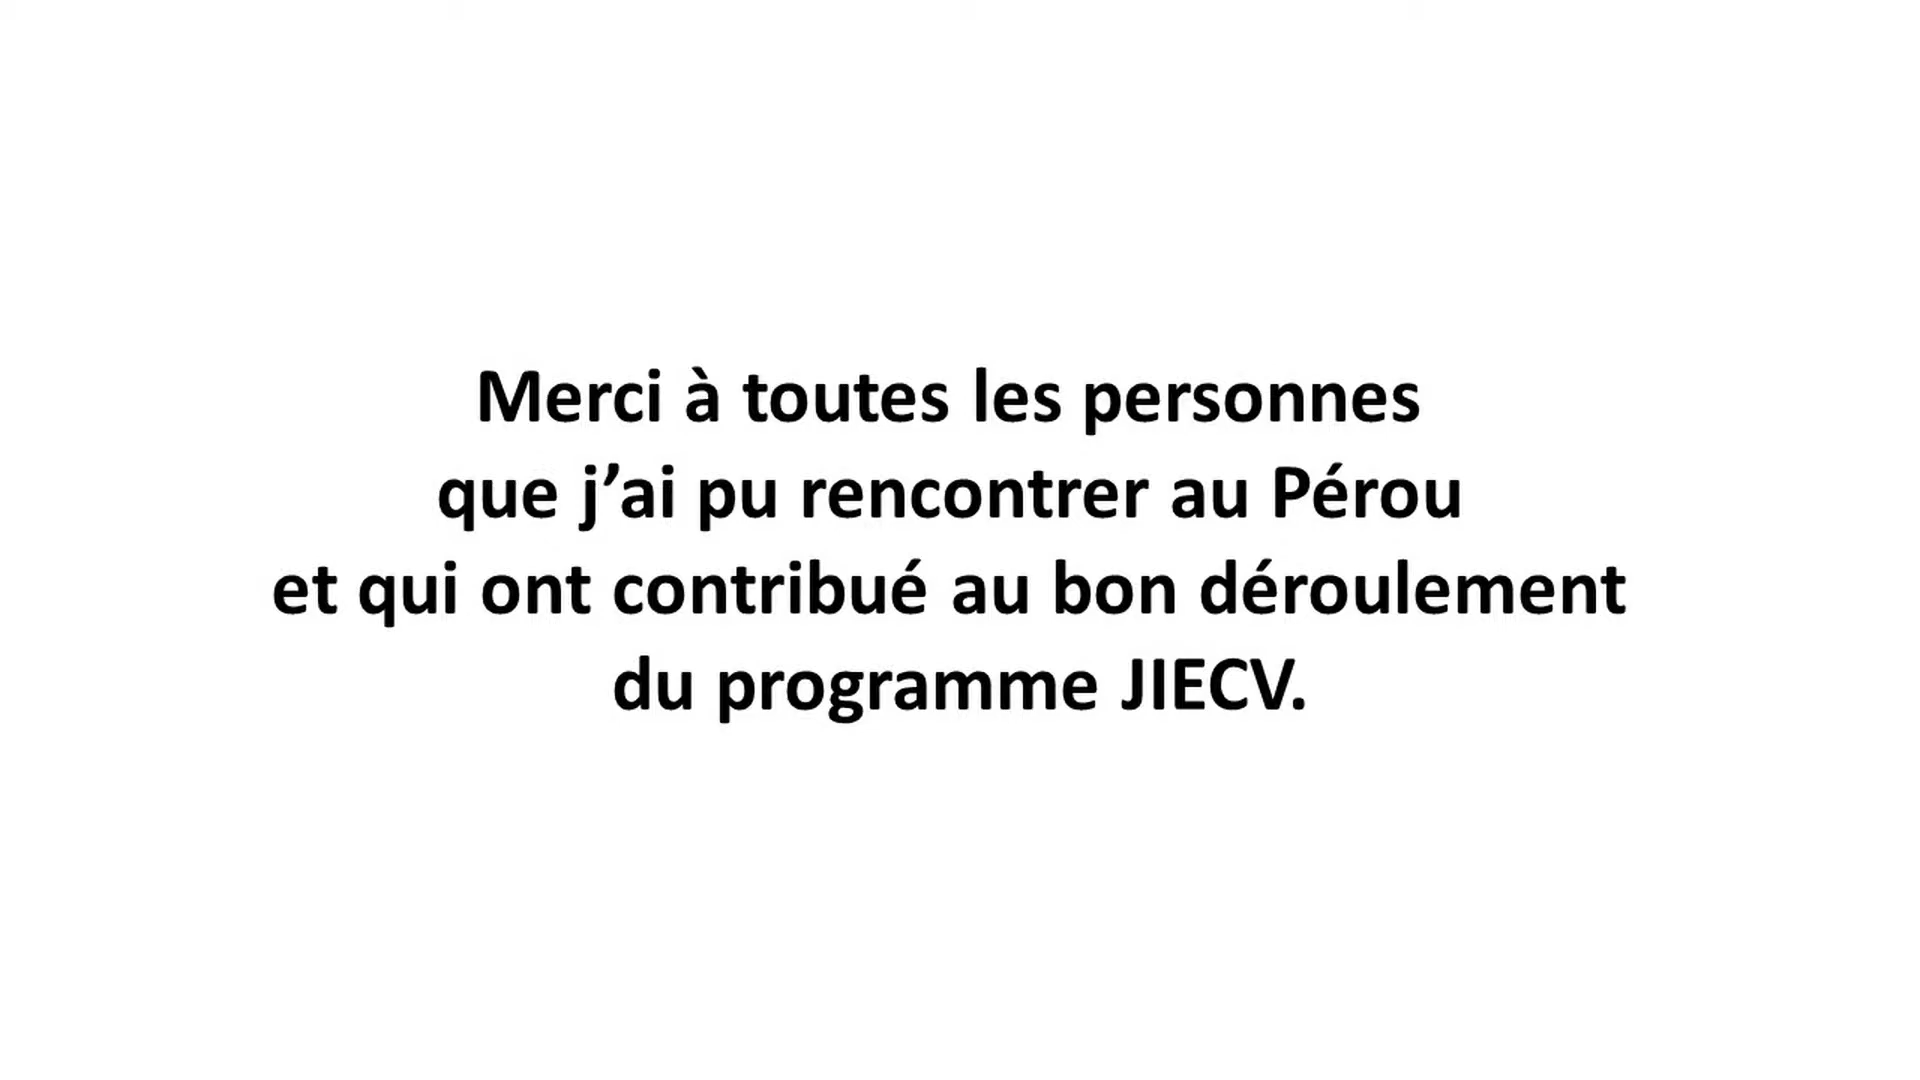 Merci à toutes les personnes
que j’ai pu rencontrer au Pérou
et qui ont contribué au bon déroulement
du programme JIECV.